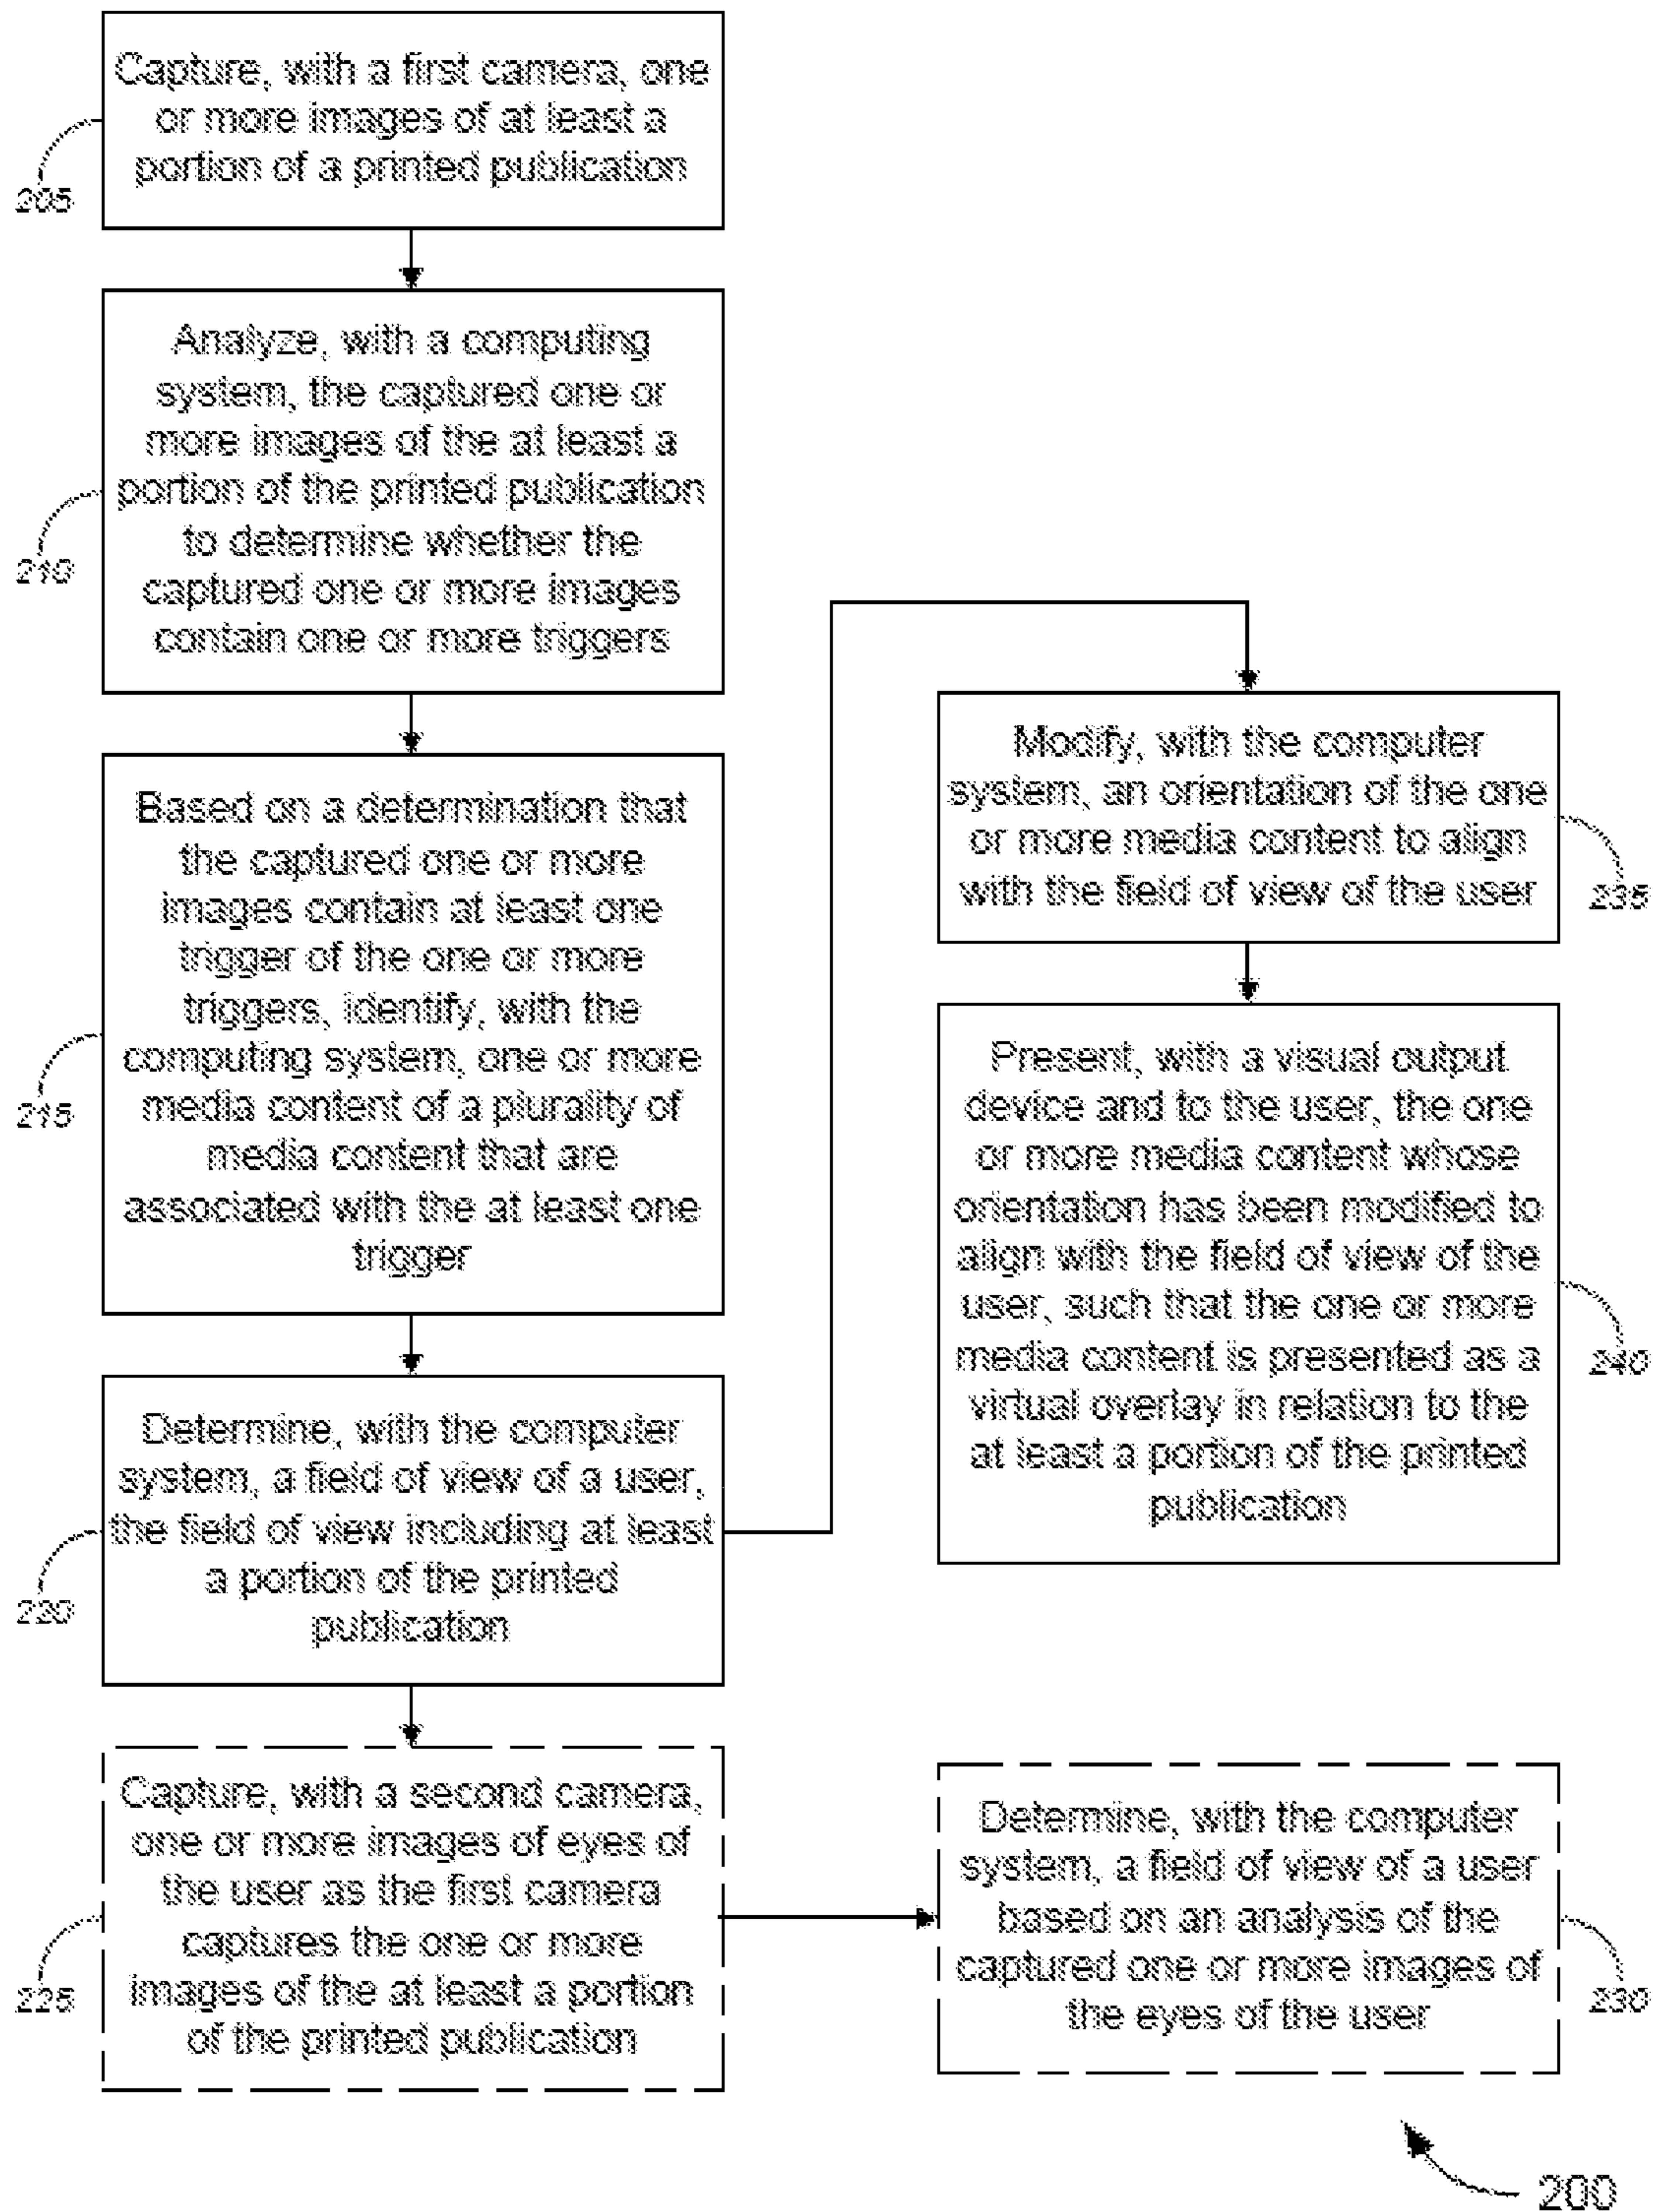 Capture, with a first camera, one
or more images of at least a
portion of a printed publication
205
Analyze, with a computing
system, the captured one or
more images of the at least a
portion of the printed publication
to determine whether the
captured one or more images
contain one or more triggers
210
Based on a determination that
the captured one or more
images contain at least one
trigger of the one or more
triggers, identify, with the
computing system, one or more
media content of a plurality of
media content that are
associated with the at least one
trigger
215
Determine, with the computer
system, a field of view of a user,
the field of view including at least
a portion of the printed
publication
220
Capture, with a second camera,
one or more images of eyes of
the user as the first camera
captures the one or more
images of the at least a portion
of the printed publication
225
Determine, with the computer
system, a field of view of a user
based on an analysis of the
captured one or more images of
the eyes of the user
230
Modify, with the computer
system, an orientation of the one
or more media content to align
with the field of view of the user
235
Present, with a visual output
device and to the user, the one
or more media content whose
orientation has been modified to
align with the field of view of the
user, such that the one or more
media content is presented as a
virtual overlay in relation to the
at least a portion of the printed
publication
240
200